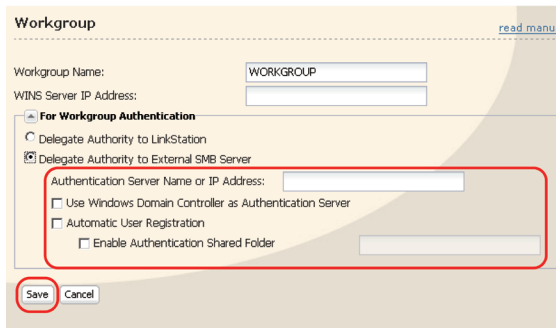 Workgroup
read manu
Workgroup Name: WORKGROUP
WINS Server IP Address:
For Workgroup Authentication
Delegate Authority to LinkStation
Delegate Authority to External SMB Server
Authentication Server Name or IP Address:
Use Windows Domain Controller as Authentication Server
Automatic User Registration
Enable Authentication Shared Folder
Save Cancel